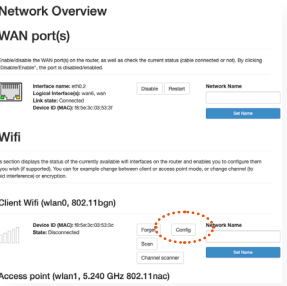 Network Overview
WAN port(s)
Enable/disable the WAN port(s) on the router, as well as check the current status (cable connected or not). By clicking
"Disable/Enable", the port is disabled/enabled.
Interface name: eth0.2
Logical Interface(s): wan6, wan
Link state: Connected
Device ID (MAC):
Disable Restart
Network Name
Set Name
Wifi
section displays the status of the currently available wifi interfaces on the router and enables you to configure them
you wish (if supported). You can for example change between client or access point mode, or change channel (to
interference) or encryption.
Client Wifi (wlan0, 802.11bgn)
Device ID (MAC):
State: Disconnected
Forget Config
Scan
Channel scanner
Network Name
Set Name
Access point (wlan1, 5.240 GHz 802.11nac)